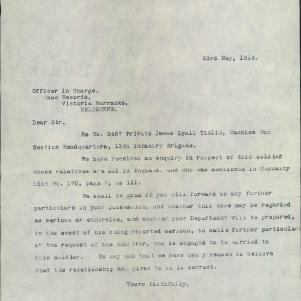 23rd May, 1916.
Officer in Charge,
Base Records,
Victoria Barracks,
MELBOURNE.
Dear Sir,
Re No. 2457 Private James Lyall Tinlin, Machine Gun
Section Headquarters, 15th Infantry Brigade.
We have received an enquiry in respect of this soldier
whose relatives are all in England, and who was mentioned in Casualty
List No. 170, page 7, as ill.
We shall be glad if you will forward us any further
particulars in your possession, and whether this case may be regarded
as serious or otherwise, and whether your Department will be prepared,
in the event of his being reported serious, to cable further particulars
at the request of the enquirer, who is engaged to be married to
this soldier. We may say that we have every reason to believe
that the relationship as given to us is correct.
Yours faithfully,